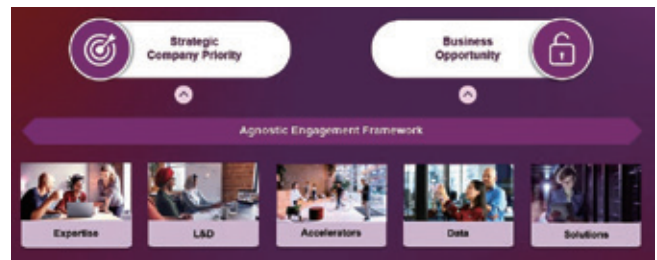 Strategic
Company Priority
Business
Opportunity
Agnostic Engagement Framework
Expertise
L&D
Accelerators
Data
Solutions